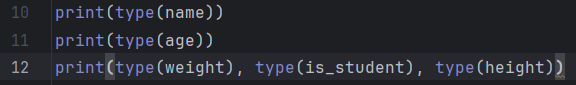 10 print(type(name))
11 print(type(age))
12 print(type(weight), type(is_student), type(height))